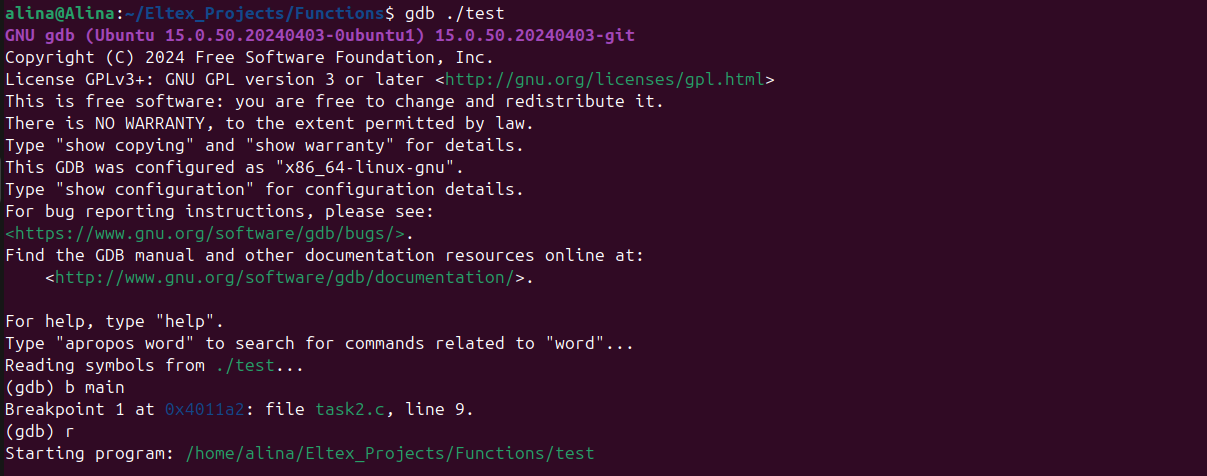 alina@Alina:~/Eltex_Projects/Functions$ gdb ./test
GNU gdb (Ubuntu 15.0.50.20240403-0ubuntu1) 15.0.50.20240403-git
Copyright (C) 2024 Free Software Foundation, Inc.
License GPLv3+: GNU GPL version 3 or later <http://gnu.org/licenses/gpl.html>
This is free software: you are free to change and redistribute it.
There is NO WARRANTY, to the extent permitted by law.
Type "show copying" and "show warranty" for details.
This GDB was configured as "x86_64-linux-gnu".
Type "show configuration" for configuration details.
For bug reporting instructions, please see:
<https://www.gnu.org/software/gdb/bugs/>.
Find the GDB manual and other documentation resources online at:
    <http://www.gnu.org/software/gdb/documentation/>.

For help, type "help".
Type "apropos word" to search for commands related to "word"...
Reading symbols from ./test...
(gdb) b main
Breakpoint 1 at 0x4011a2: file task2.c, line 9.
(gdb) r
Starting program: /home/alina/Eltex_Projects/Functions/test